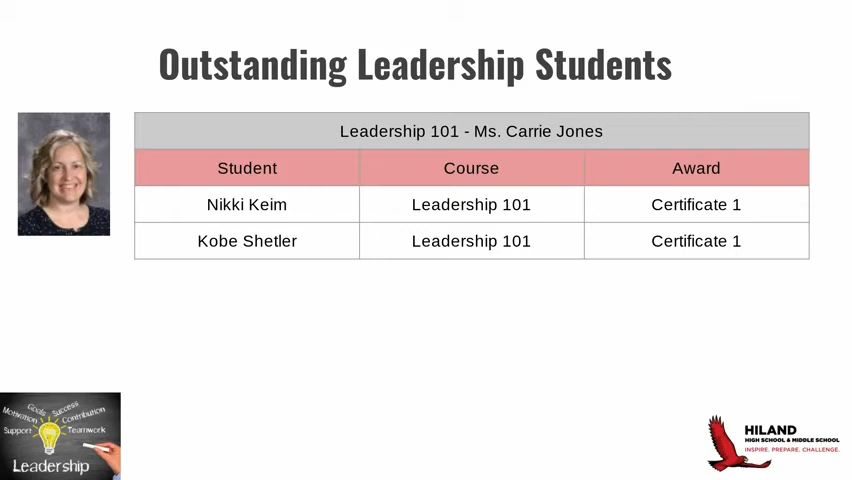 Outstanding Leadership Students
Leadership 101 - Ms. Carrie Jones
Student Course Award
Nikki Keim Leadership 101 Certificate 1
Kobe Shetler Leadership 101 Certificate 1
Goals Success
Motivation Contribution
Support Teamwork
Leadership
HILAND
HIGH SCHOOL & MIDDLE SCHOOL
INSPIRE. PREPARE. CHALLENGE.